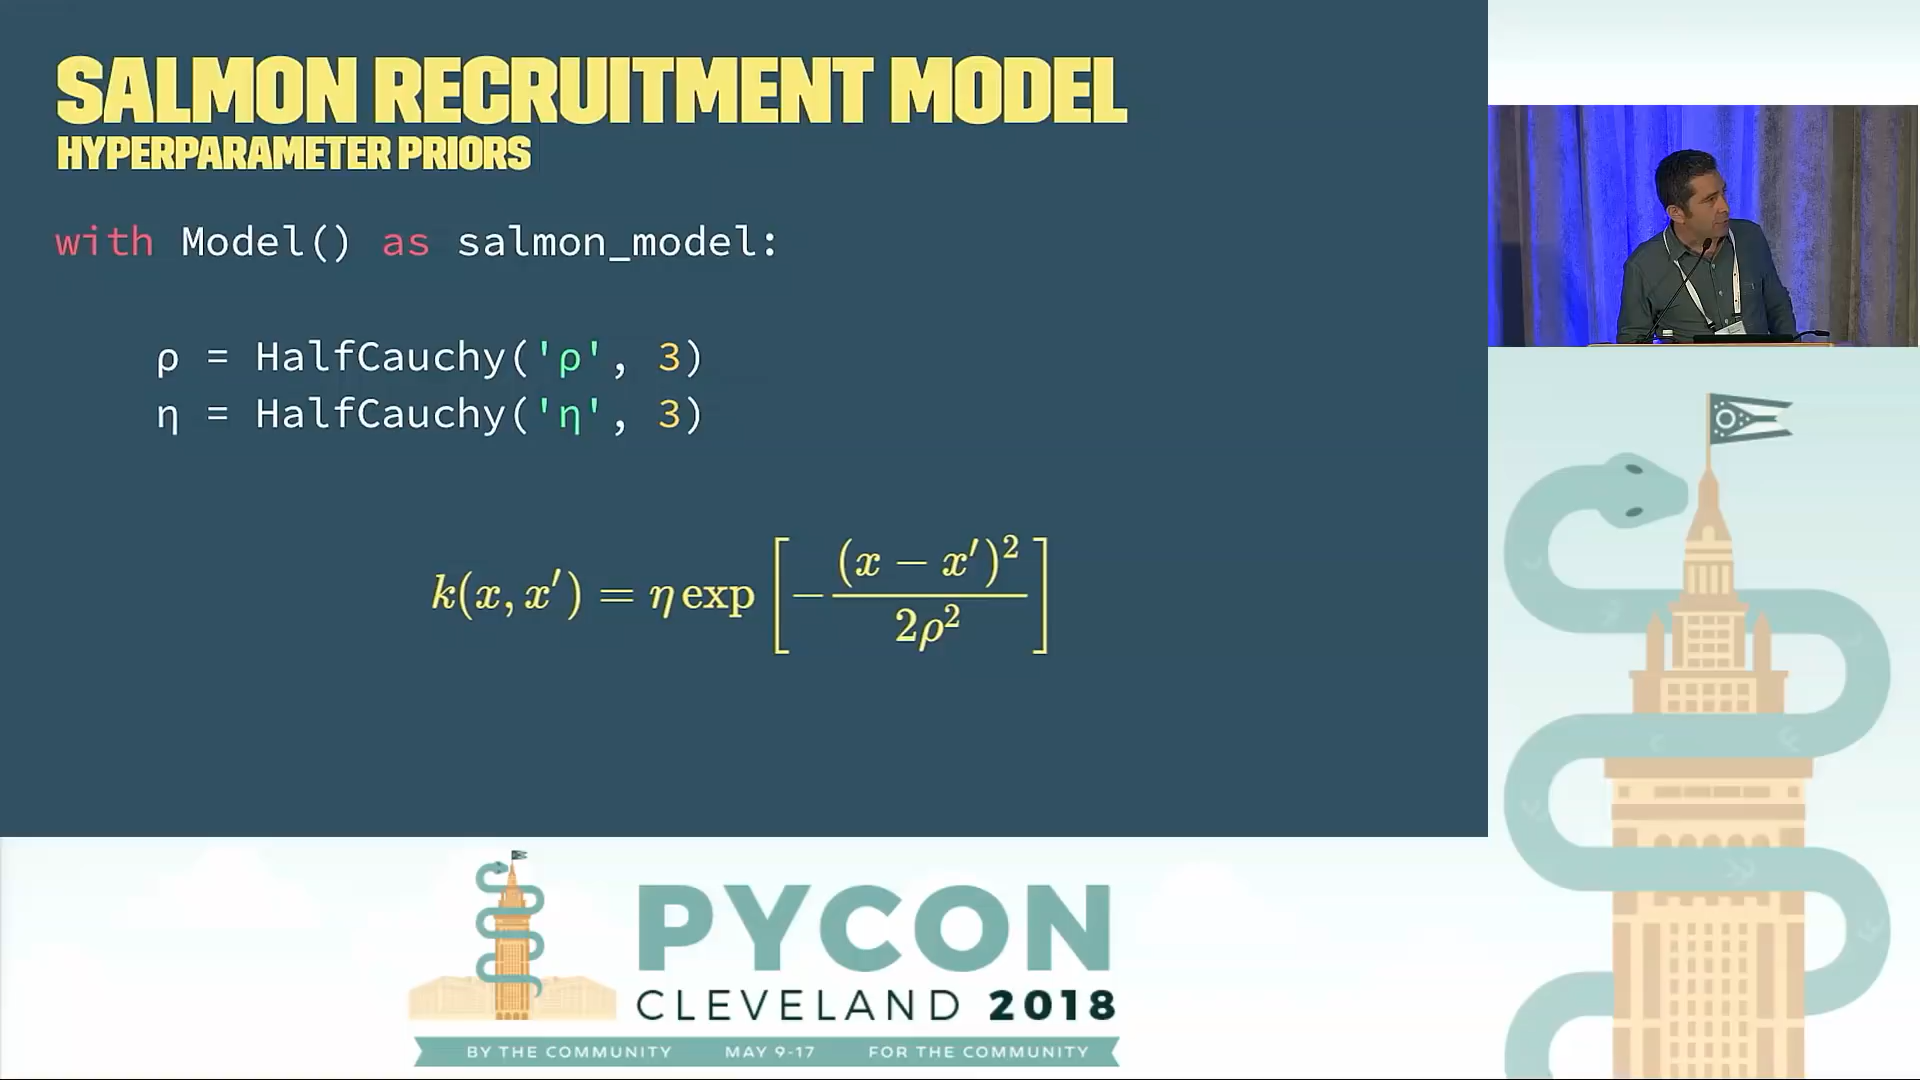 SALMON RECRUITMENT MODEL
HYPERPARAMETER PRIORS
with Model() as salmon_model:
ρ = HalfCauchy('ρ', 3)
η = HalfCauchy('η', 3)
k(x, x′) = η exp [−(x − x′)² / 2ρ²]
PYCON
CLEVELAND 2018
BY THE COMMUNITY MAY 9-17 FOR THE COMMUNITY